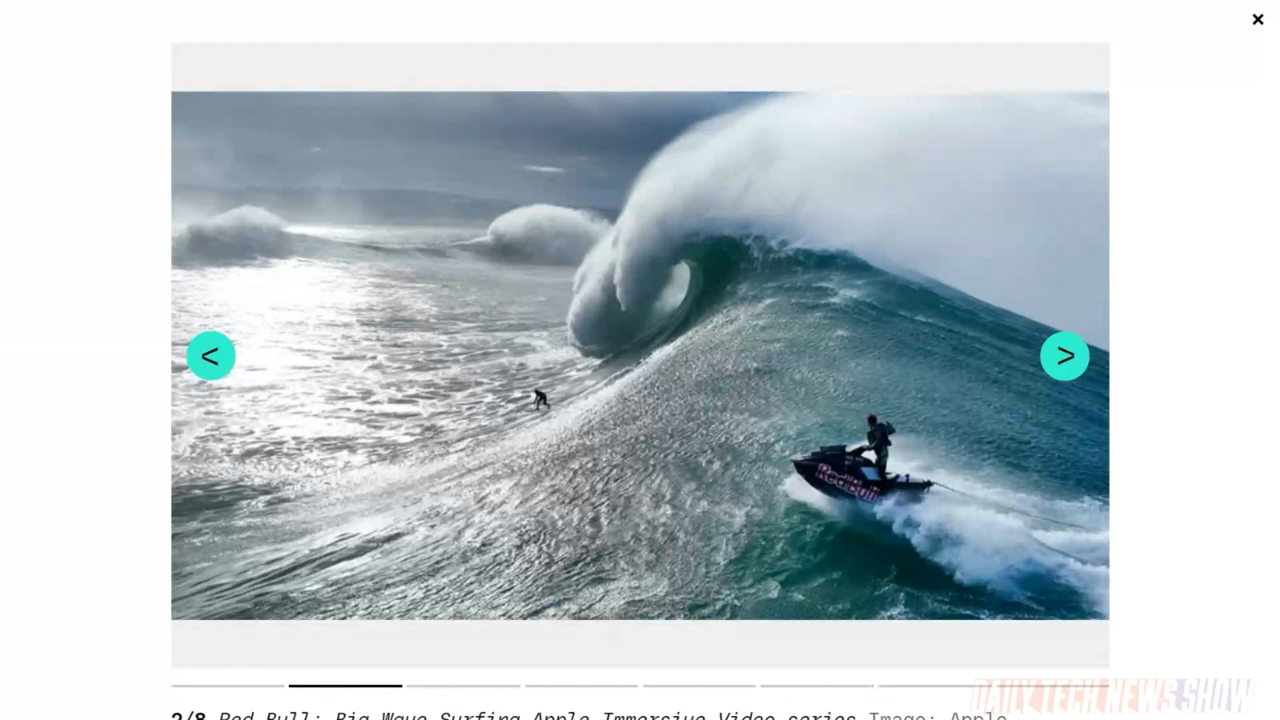 ×
< >
Red Bull
DAILY TECH NEWS SHOW
2/8 Red Bull: Big Wave Surfing Apple Immersive Video series Image: Apple